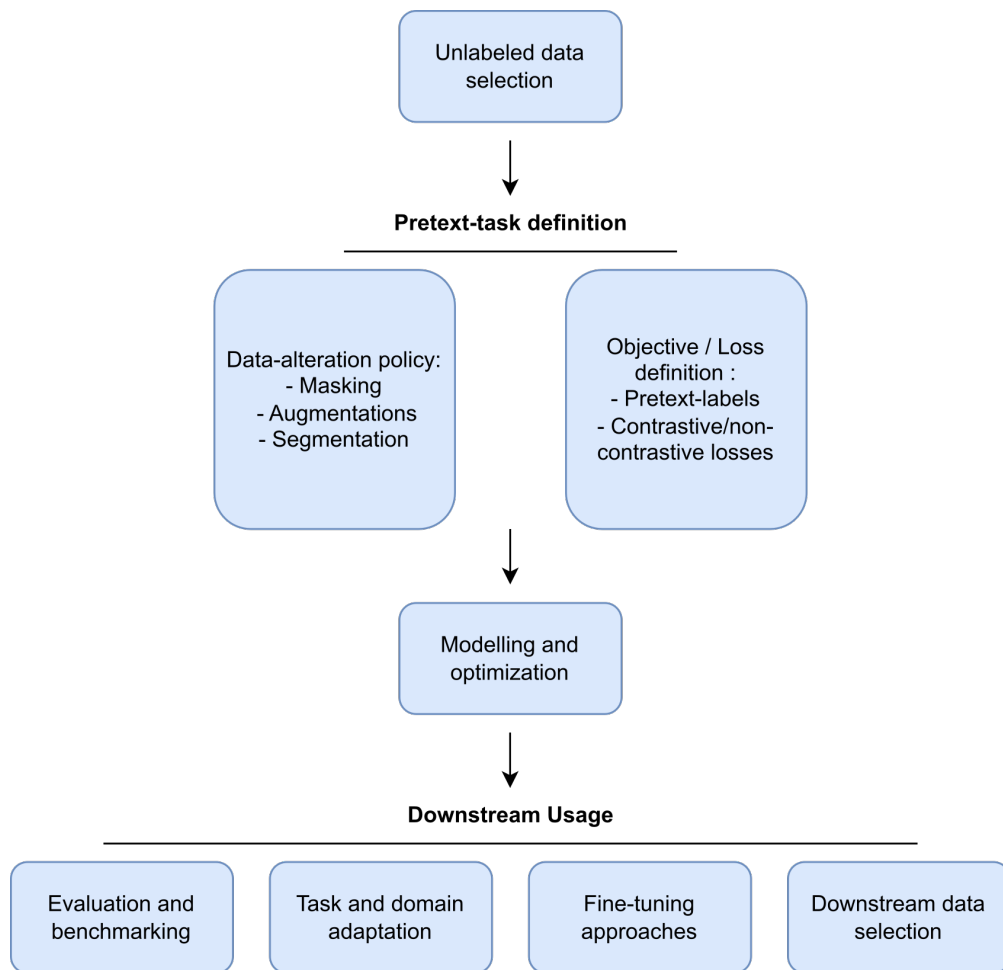 Unlabeled data
selection
Pretext-task definition
Data-alteration policy:
- Masking
- Augmentations
- Segmentation
Objective / Loss
definition :
- Pretext-labels
- Contrastive/non-
contrastive losses
Modelling and
optimization
Downstream Usage
Evaluation and
benchmarking
Task and domain
adaptation
Fine-tuning
approaches
Downstream data
selection